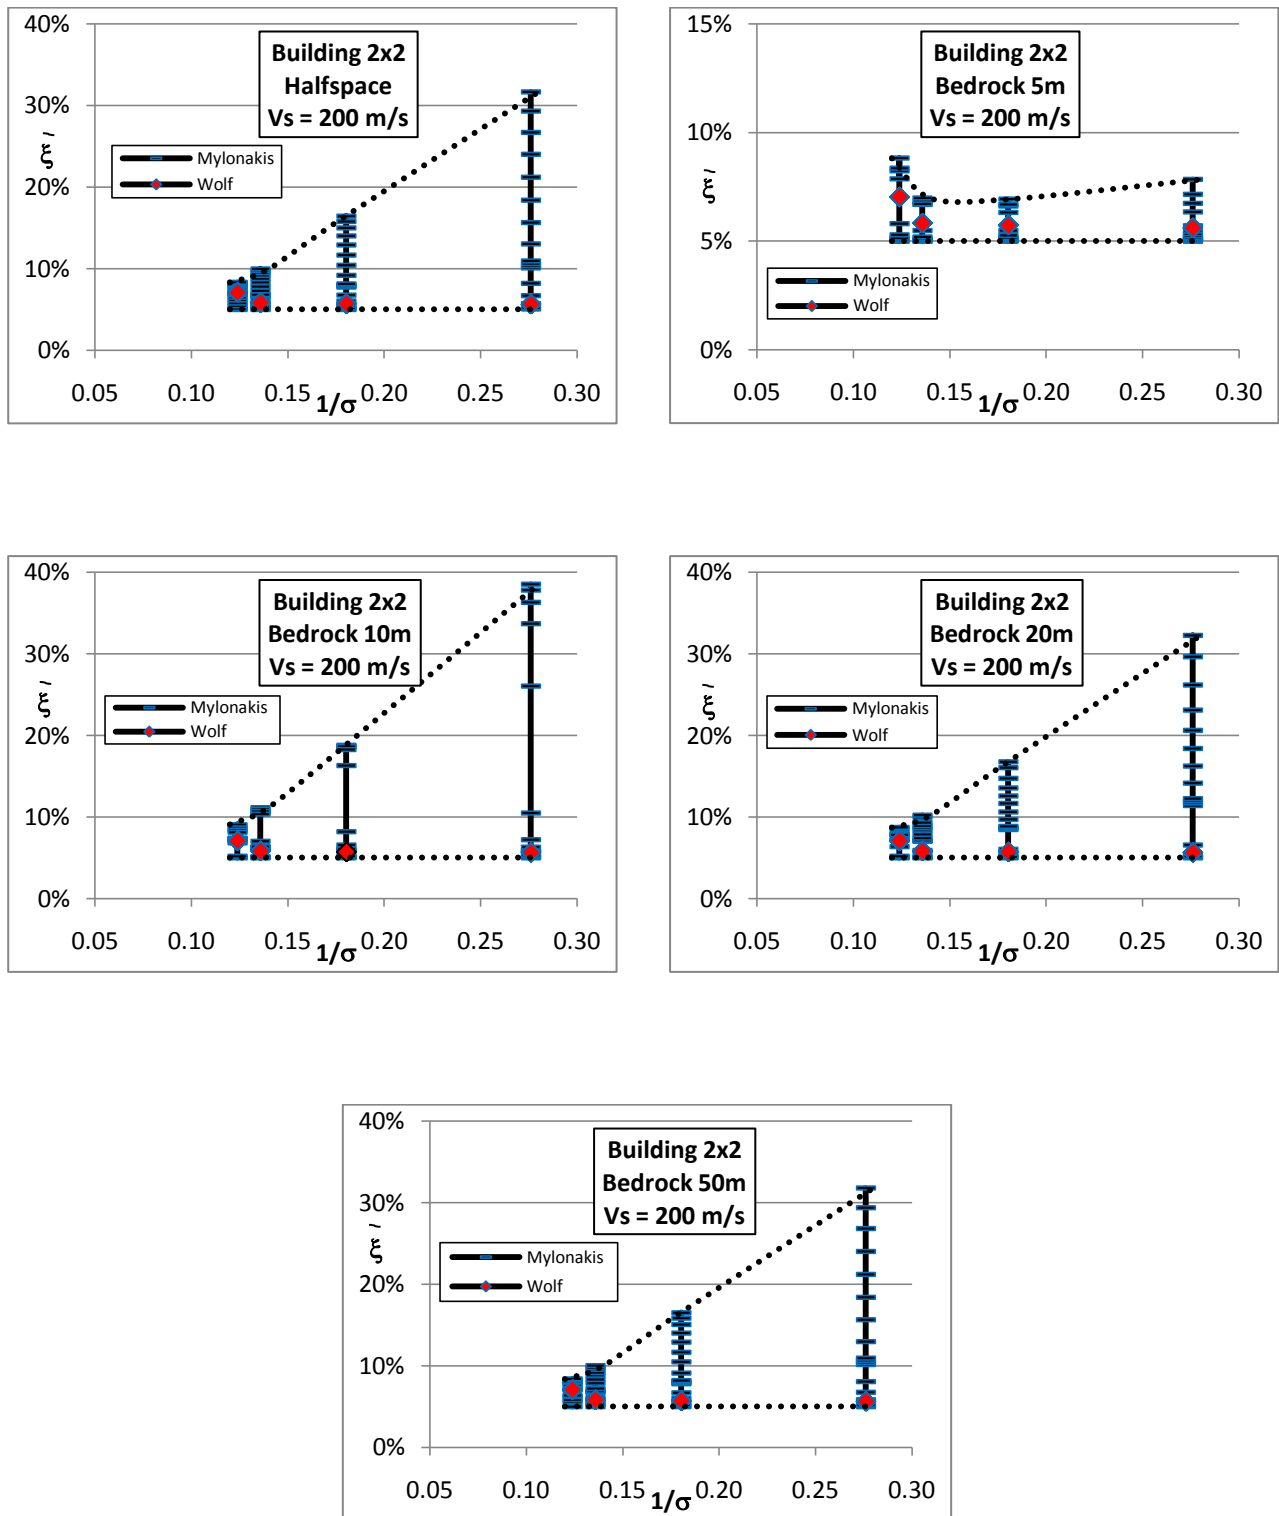 40%
30%
20%
10%
0%
ξ̃
Building 2x2
Halfspace
Vs = 200 m/s
Mylonakis
Wolf
0.05 0.10 0.15 0.20 0.25 0.30
1/σ
15%
10%
5%
0%
ξ̃
Building 2x2
Bedrock 5m
Vs = 200 m/s
Mylonakis
Wolf
0.05 0.10 0.15 0.20 0.25 0.30
1/σ
40%
30%
20%
10%
0%
ξ̃
Building 2x2
Bedrock 10m
Vs = 200 m/s
Mylonakis
Wolf
0.05 0.10 0.15 0.20 0.25 0.30
1/σ
40%
30%
20%
10%
0%
ξ̃
Building 2x2
Bedrock 20m
Vs = 200 m/s
Mylonakis
Wolf
0.05 0.10 0.15 0.20 0.25 0.30
1/σ
40%
30%
20%
10%
0%
ξ̃
Building 2x2
Bedrock 50m
Vs = 200 m/s
Mylonakis
Wolf
0.05 0.10 0.15 0.20 0.25 0.30
1/σ